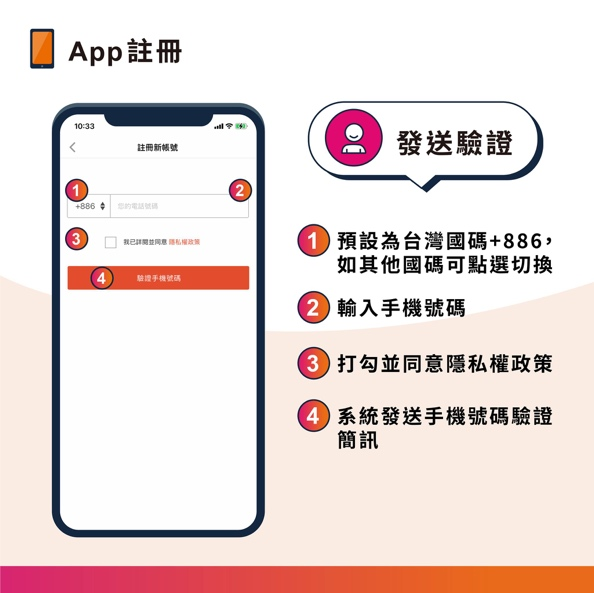 App註冊
10:33
註冊新帳號
1
2
+886
您的電話號碼
3
我已詳閱並同意 隱私權政策
4
驗證手機號碼
發送驗證
1 預設為台灣國碼+886，
如其他國碼可點選切換
2 輸入手機號碼
3 打勾並同意隱私權政策
4 系統發送手機號碼驗證
簡訊